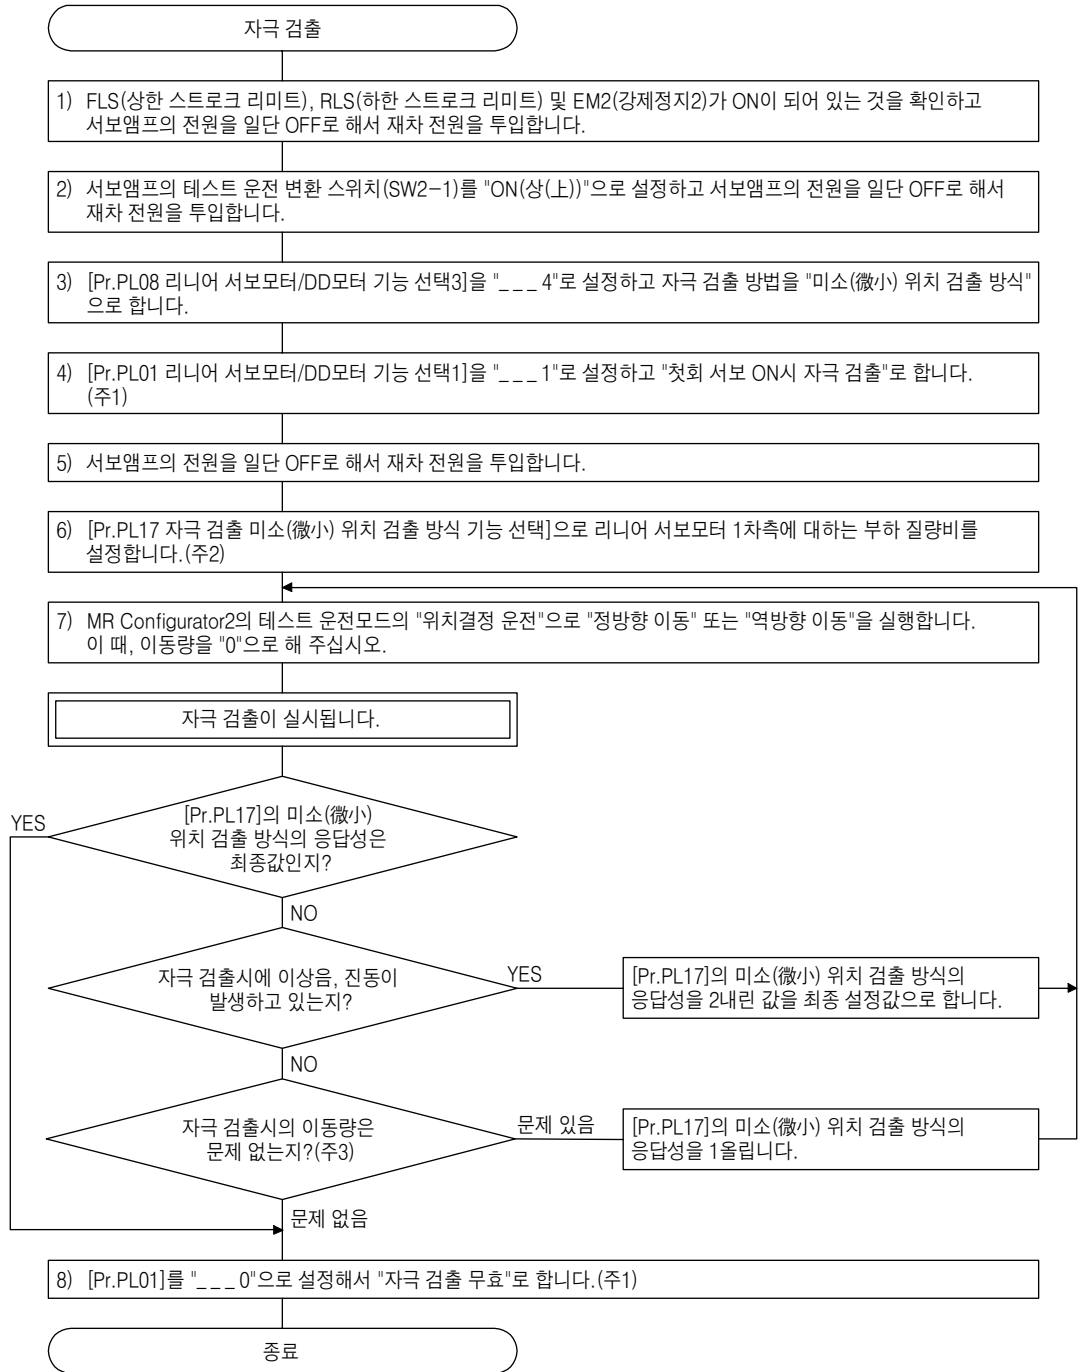 자극 검출
1) FLS(상한 스트로크 리미트), RLS(하한 스트로크 리미트) 및 EM2(강제정지2)가 ON이 되어 있는 것을 확인하고
서보앰프의 전원을 일단 OFF로 해서 재차 전원을 투입합니다.
2) 서보앰프의 테스트 운전 변환 스위치(SW2-1)를 "ON(상(上))"으로 설정하고 서보앰프의 전원을 일단 OFF로 해서
재차 전원을 투입합니다.
3) [Pr.PL08 리니어 서보모터/DD모터 기능 선택3]을 "_ _ _ 4"로 설정하고 자극 검출 방법을 "미소(微小) 위치 검출 방식"
으로 합니다.
4) [Pr.PL01 리니어 서보모터/DD모터 기능 선택1]을 "_ _ _ 1"로 설정하고 "첫회 서보 ON시 자극 검출"로 합니다.
(주1)
5) 서보앰프의 전원을 일단 OFF로 해서 재차 전원을 투입합니다.
6) [Pr.PL17 자극 검출 미소(微小) 위치 검출 방식 기능 선택]으로 리니어 서보모터 1차측에 대하는 부하 질량비를
설정합니다.(주2)
7) MR Configurator2의 테스트 운전모드의 "위치결정 운전"으로 "정방향 이동" 또는 "역방향 이동"을 실행합니다.
이 때, 이동량을 "0"으로 해 주십시오.
자극 검출이 실시됩니다.
YES
[Pr.PL17]의 미소(微小)
위치 검출 방식의 응답성은
최종값인지?
NO
자극 검출시에 이상음, 진동이
발생하고 있는지?
YES
[Pr.PL17]의 미소(微小) 위치 검출 방식의
응답성을 2내린 값을 최종 설정값으로 합니다.
NO
자극 검출시의 이동량은
문제 없는지?(주3)
문제 있음
[Pr.PL17]의 미소(微小) 위치 검출 방식의
응답성을 1올립니다.
문제 없음
8) [Pr.PL01]를 "_ _ _ 0"으로 설정해서 "자극 검출 무효"로 합니다.(주1)
종료